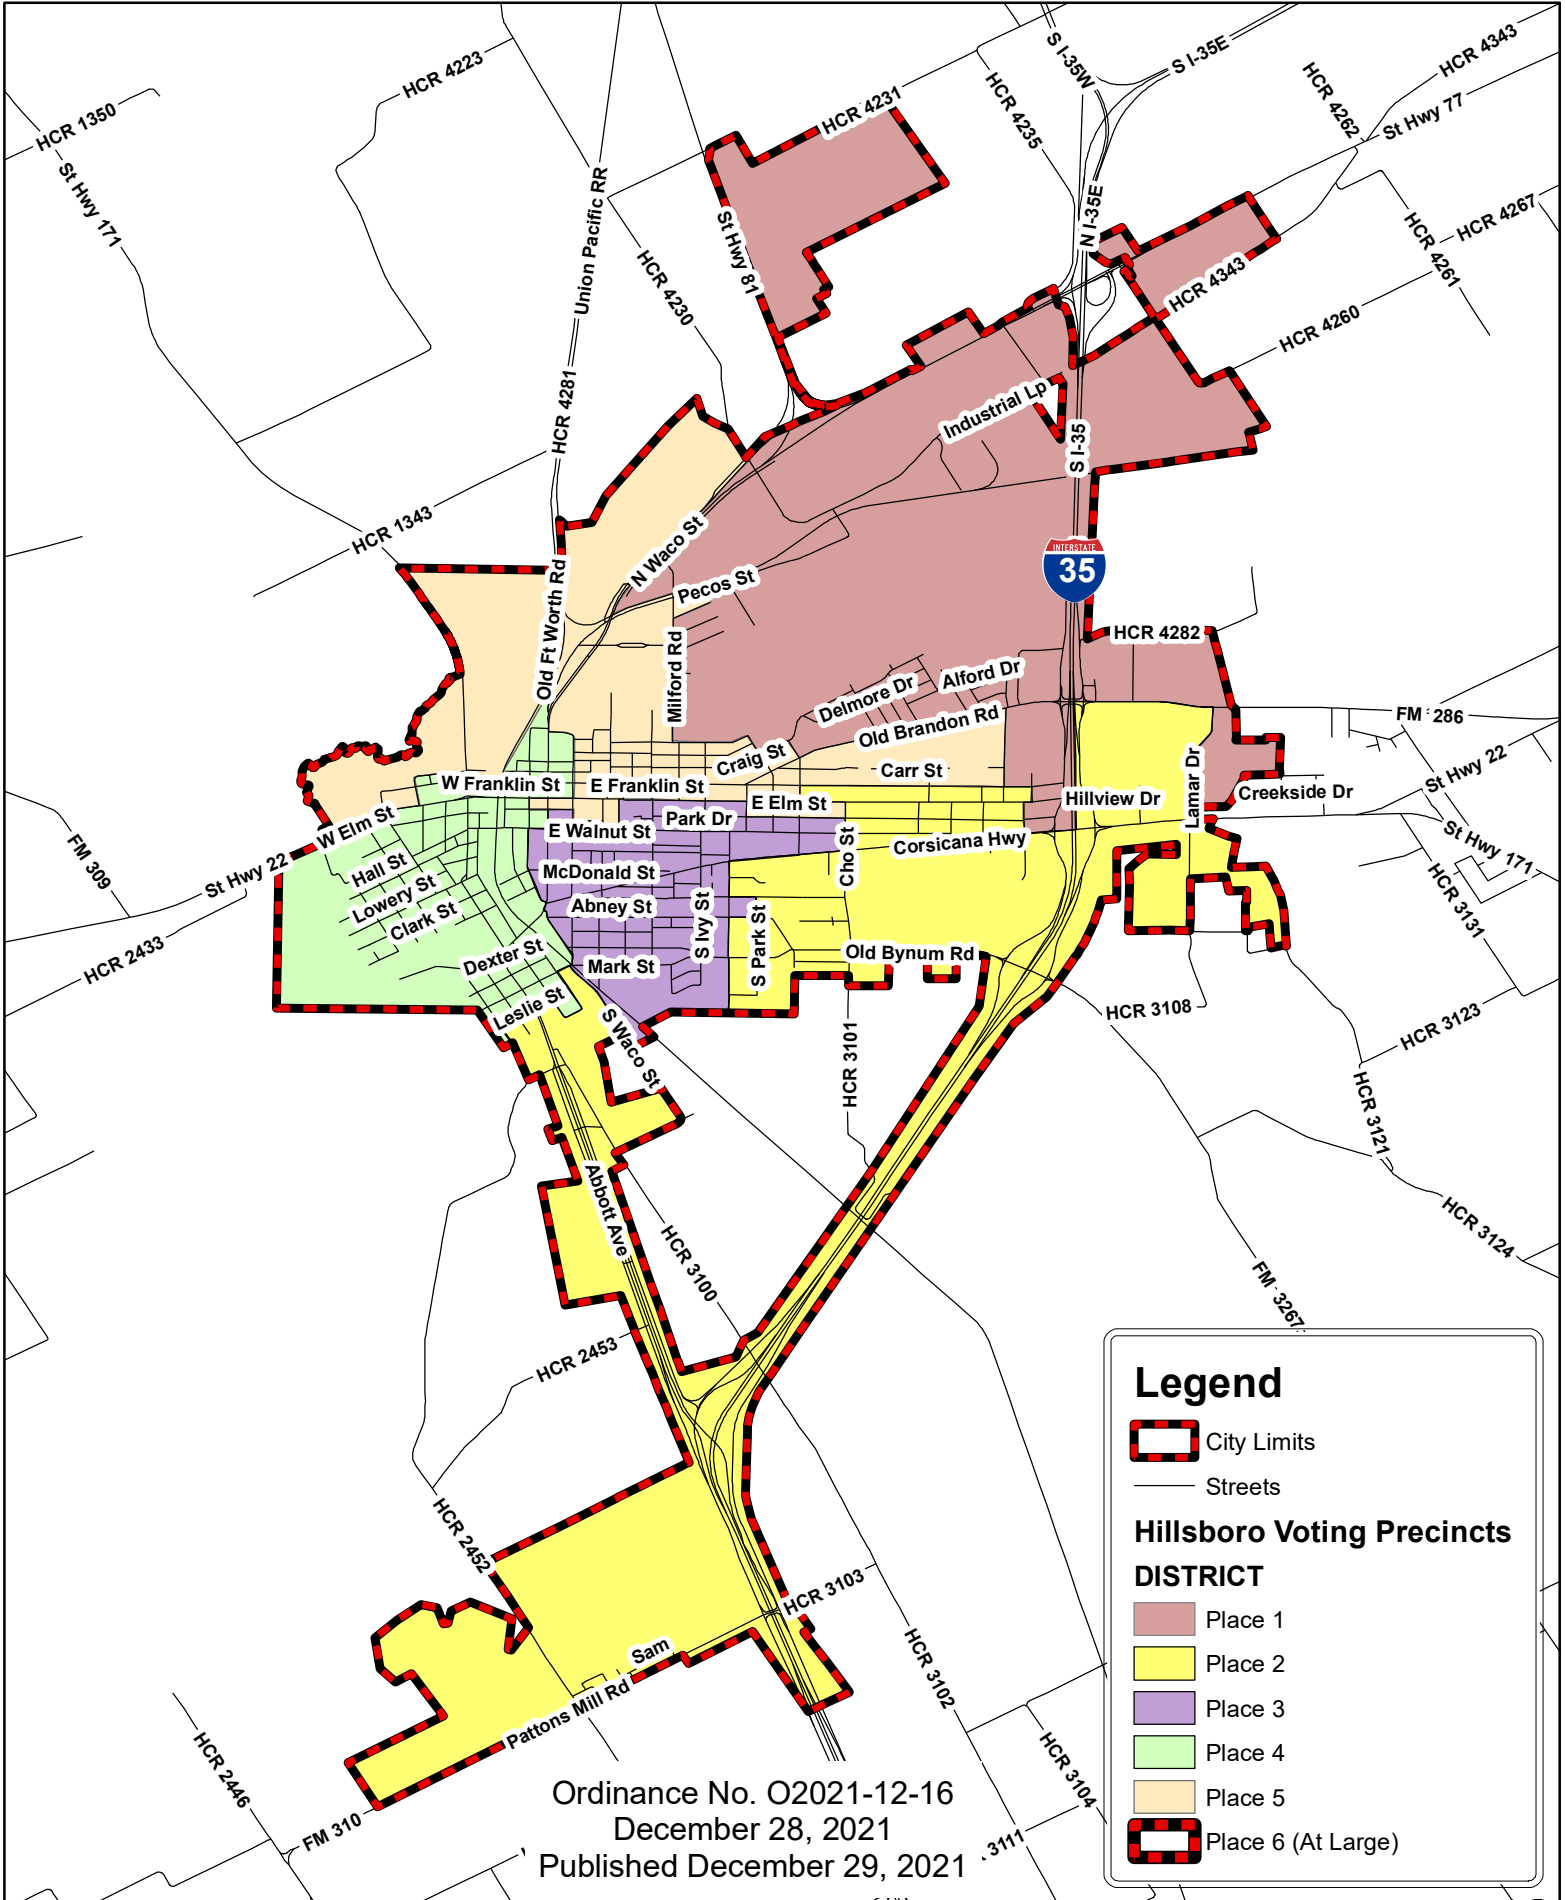 S I-35W
S I-35E
HCR 4343
HCR 4223
HCR 4262
St Hwy 77
HCR 1350
HCR 4231
HCR 4235
St Hwy 171
Union Pacific RR
N I-35E
HCR 4267
St Hwy 81
HCR 4261
HCR 4230
HCR 4343
HCR 4260
HCR 4281
Industrial Lp
S I-35
HCR 1343
N Waco St
INTERSTATE
35
Pecos St
Old Ft Worth Rd
HCR 4282
Milford Rd
Alford Dr
Delmore Dr
Old Brandon Rd
FM 286
Craig St
Carr St
W Franklin St
E Franklin St
Lamar Dr
St Hwy 22
E Elm St
Hillview Dr
Creekside Dr
W Elm St
Park Dr
E Walnut St
Corsicana Hwy
Cho St
St Hwy 171
FM 309
St Hwy 22
Hall St
McDonald St
HCR 3131
Lowery St
Abney St
Clark St
S Ivy St
S Park St
HCR 2433
Dexter St
Mark St
Old Bynum Rd
Leslie St
S Waco St
HCR 3108
HCR 3123
HCR 3101
HCR 3121
Abbott Ave
HCR 3100
HCR 3124
FM 3267
HCR 2453
HCR 2452
HCR 3103
Sam
Pattons Mill Rd
HCR 3102
HCR 2446
HCR 3104
FM 310
3111
Legend
City Limits
Streets
Hillsboro Voting Precincts
DISTRICT
Place 1
Place 2
Place 3
Place 4
Place 5
Place 6 (At Large)
Ordinance No. O2021-12-16
December 28, 2021
Published December 29, 2021